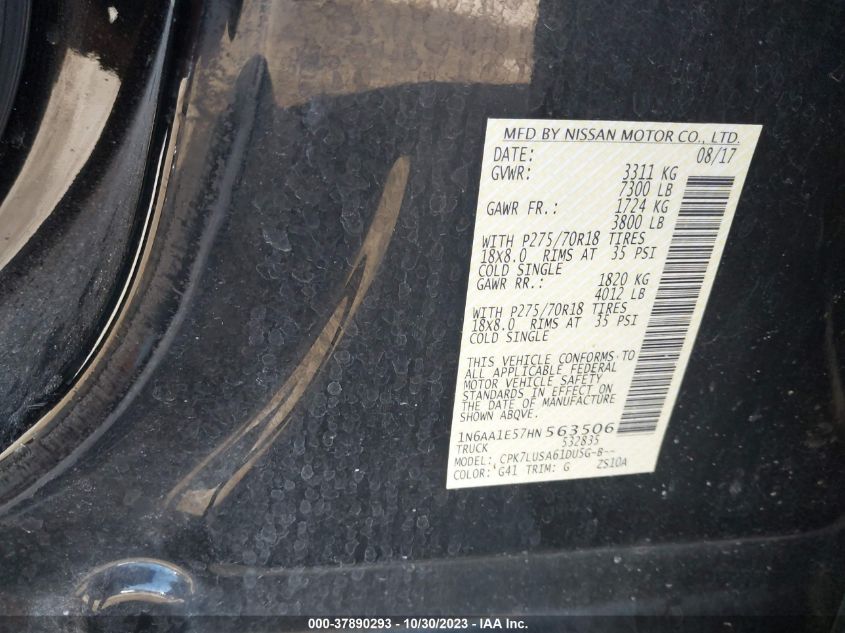 MFD BY NISSAN MOTOR CO., LTD.
DATE: 08/17
GVWR: 3311 KG
7300 LB
GAWR FR.: 1724 KG
3800 LB
WITH P275/70R18 TIRES
18X8.0 RIMS AT 35 PSI
COLD SINGLE
GAWR RR.: 1820 KG
4012 LB
WITH P275/70R18 TIRES
18X8.0 RIMS AT 35 PSI
COLD SINGLE
THIS VEHICLE CONFORMS TO
ALL APPLICABLE FEDERAL
MOTOR VEHICLE SAFETY
STANDARDS IN EFFECT ON
THE DATE OF MANUFACTURE
SHOWN ABOVE.
1N6AA1E57HN 563506
TRUCK 532835
MODEL: CPK7LUSA61DU5G-B--
COLOR: G41 TRIM: G ZS10A
000-37890293 - 10/30/2023 - IAA Inc.